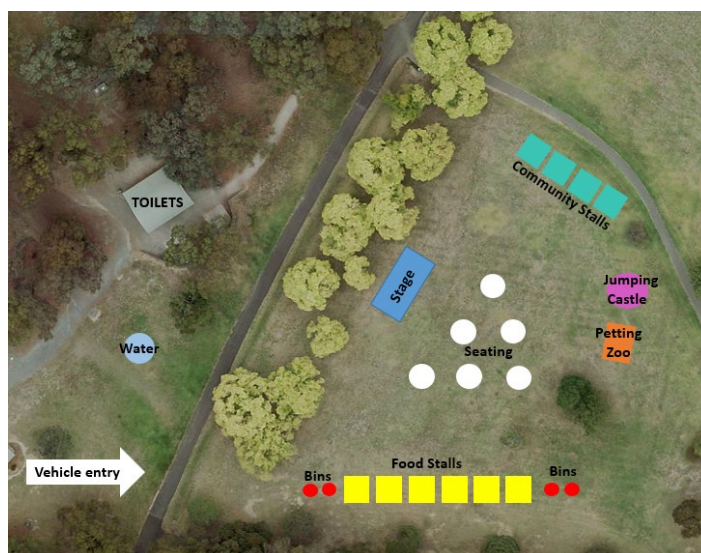 TOILETS
Community Stalls
Stage
Jumping
Castle
Water
Seating
Petting
Zoo
Vehicle entry
Bins
Food Stalls
Bins